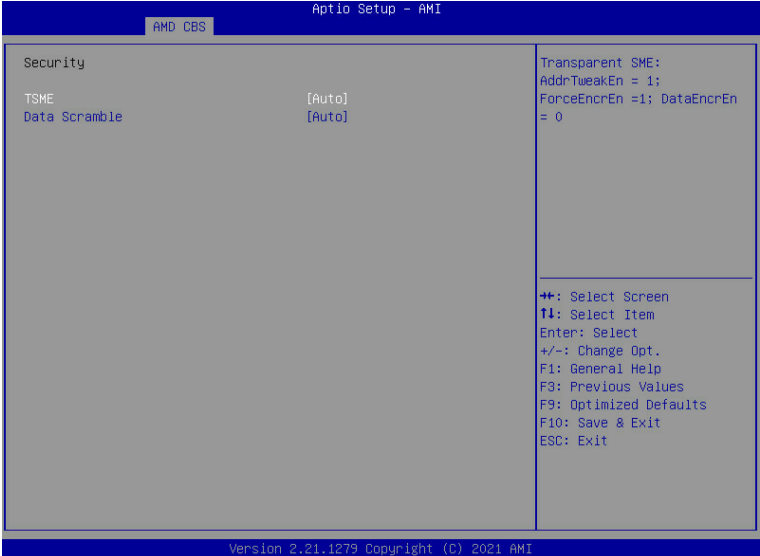 Aptio Setup – AMI
AMD CBS
Security
TSME [Auto]
Data Scramble [Auto]
Transparent SME:
AddrTweakEn = 1;
ForceEncrEn =1; DataEncrEn
= 0
→←: Select Screen
↑↓: Select Item
Enter: Select
+/-: Change Opt.
F1: General Help
F3: Previous Values
F9: Optimized Defaults
F10: Save & Exit
ESC: Exit
Version 2.21.1279 Copyright (C) 2021 AMI